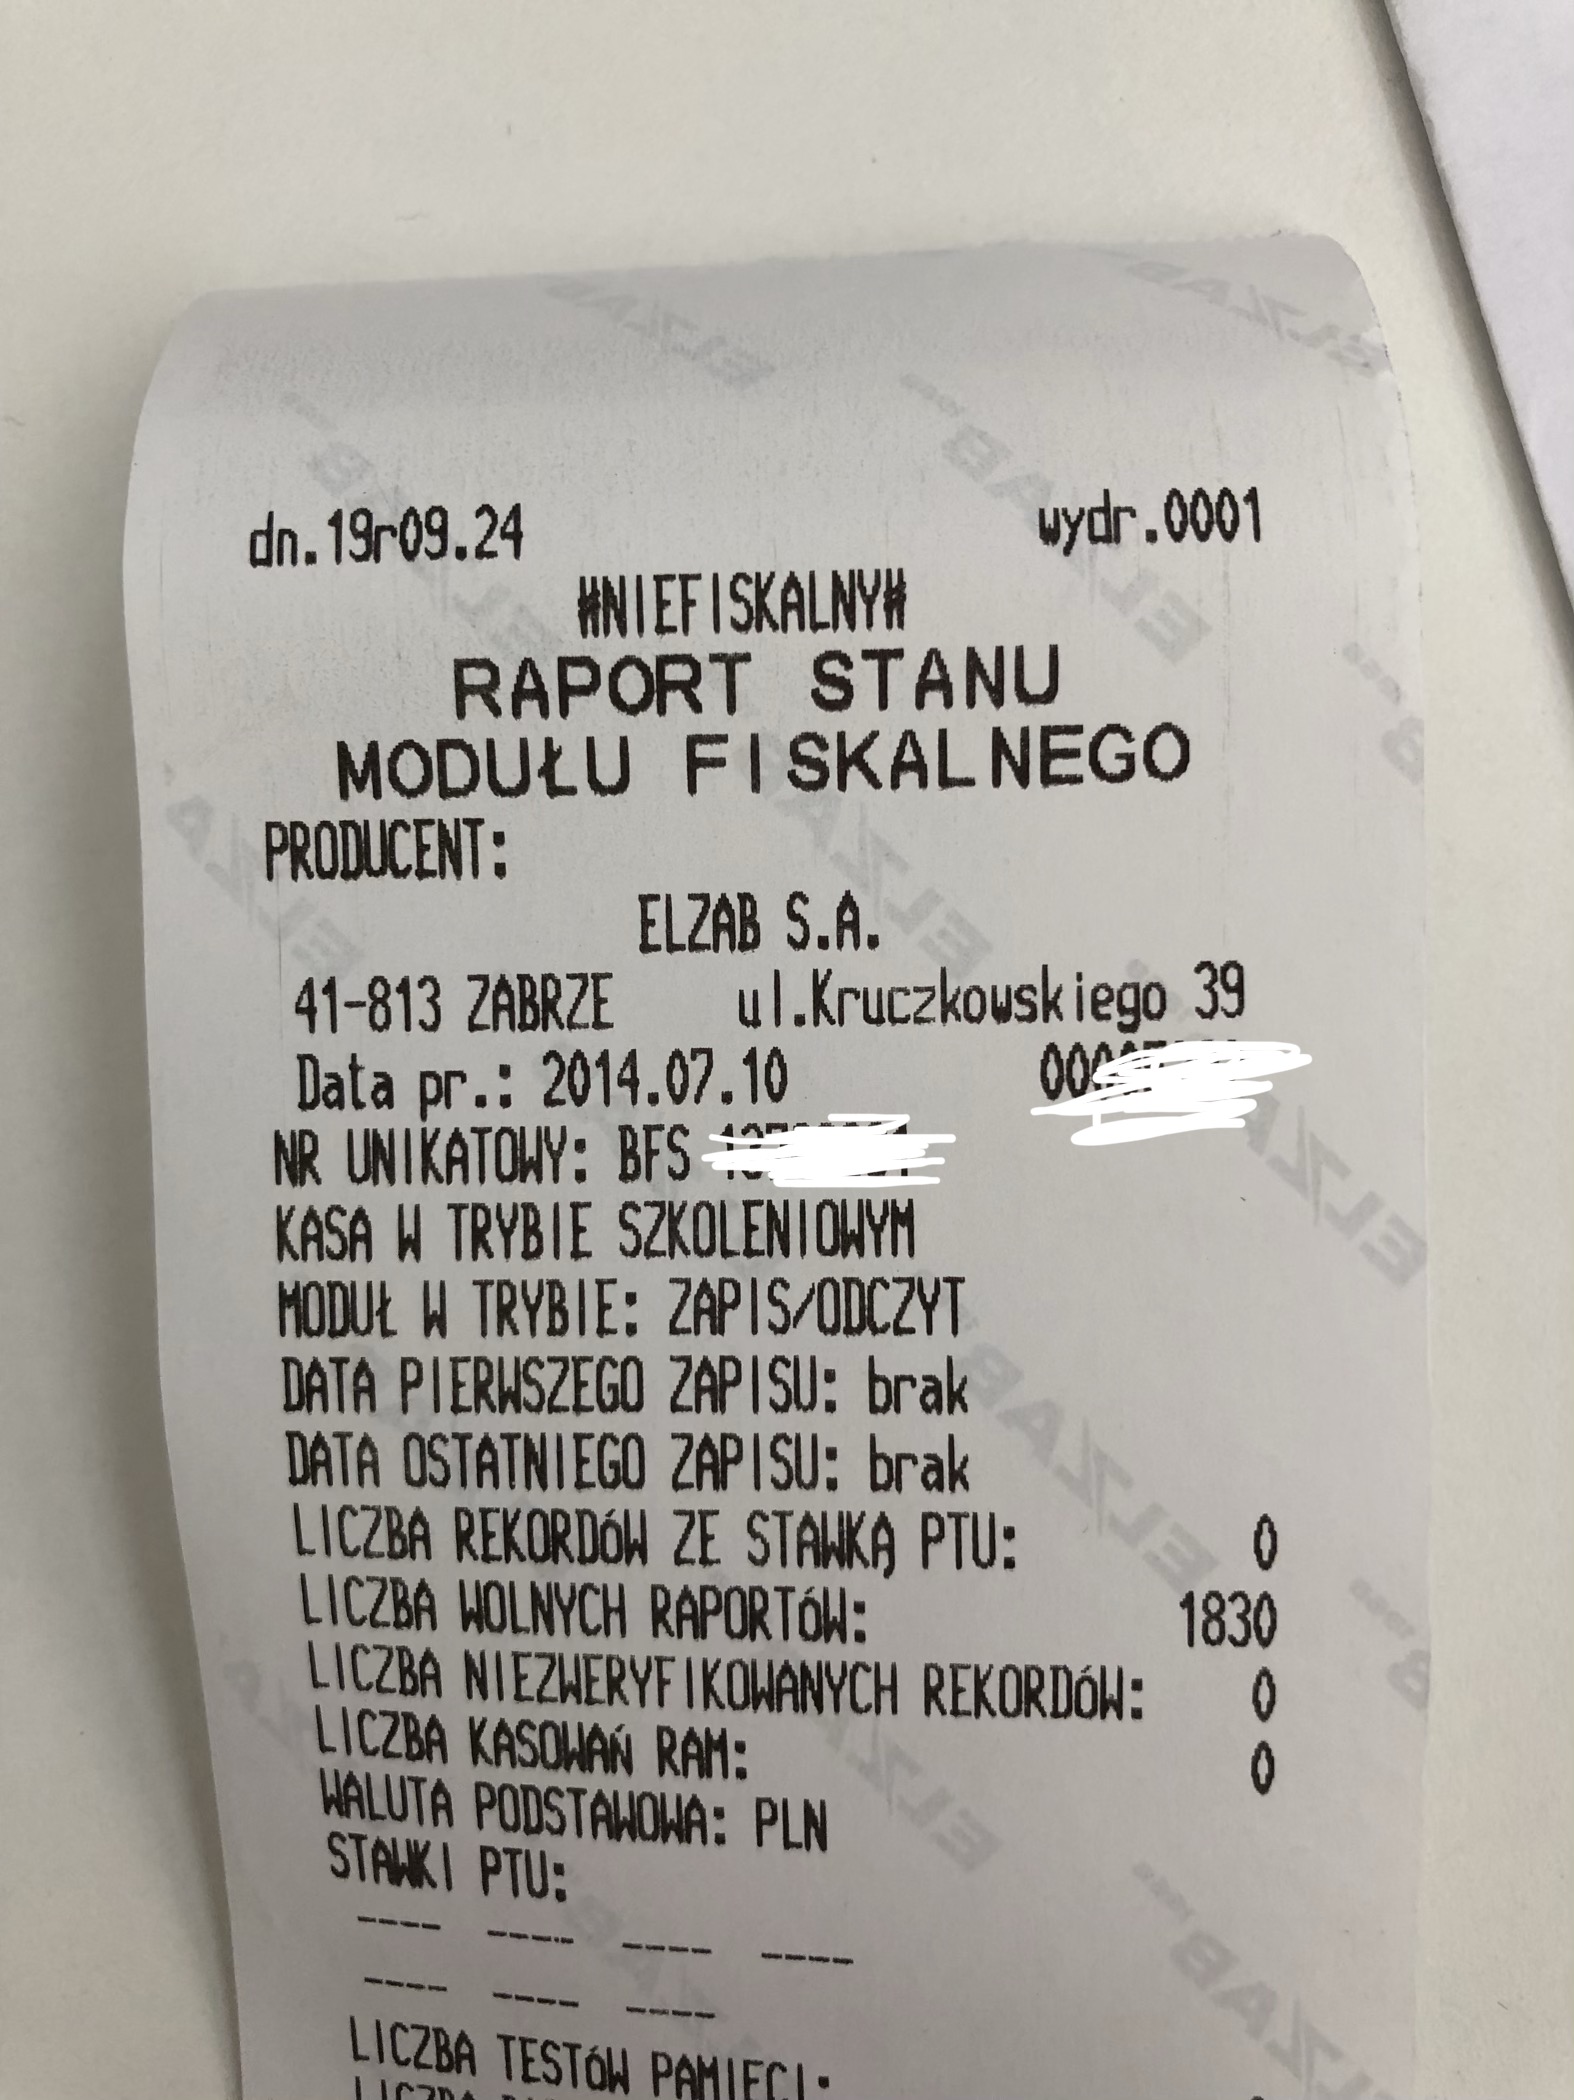 dn.19r09.24 wydr.0001
#NIEFISKALNY#
RAPORT STANU
MODUŁU FISKALNEGO
PRODUCENT:
ELZAB S.A.
41-813 ZABRZE ul.Kruczkowskiego 39
Data pr.: 2014.07.10
NR UNIKATOWY: BFS
KASA W TRYBIE SZKOLENIOWYM
MODUŁ W TRYBIE: ZAPIS/ODCZYT
DATA PIERWSZEGO ZAPISU: brak
DATA OSTATNIEGO ZAPISU: brak
LICZBA REKORDÓW ZE STAWKĄ PTU: 0
LICZBA WOLNYCH RAPORTÓW: 1830
LICZBA NIEZWERYFIKOWANYCH REKORDÓW: 0
LICZBA KASOWAŃ RAM: 0
WALUTA PODSTAWOWA: PLN
STAWKI PTU:
---- ---- ---- ----
---- ---- ----
LICZBA TESTÓW PAMIĘCI: